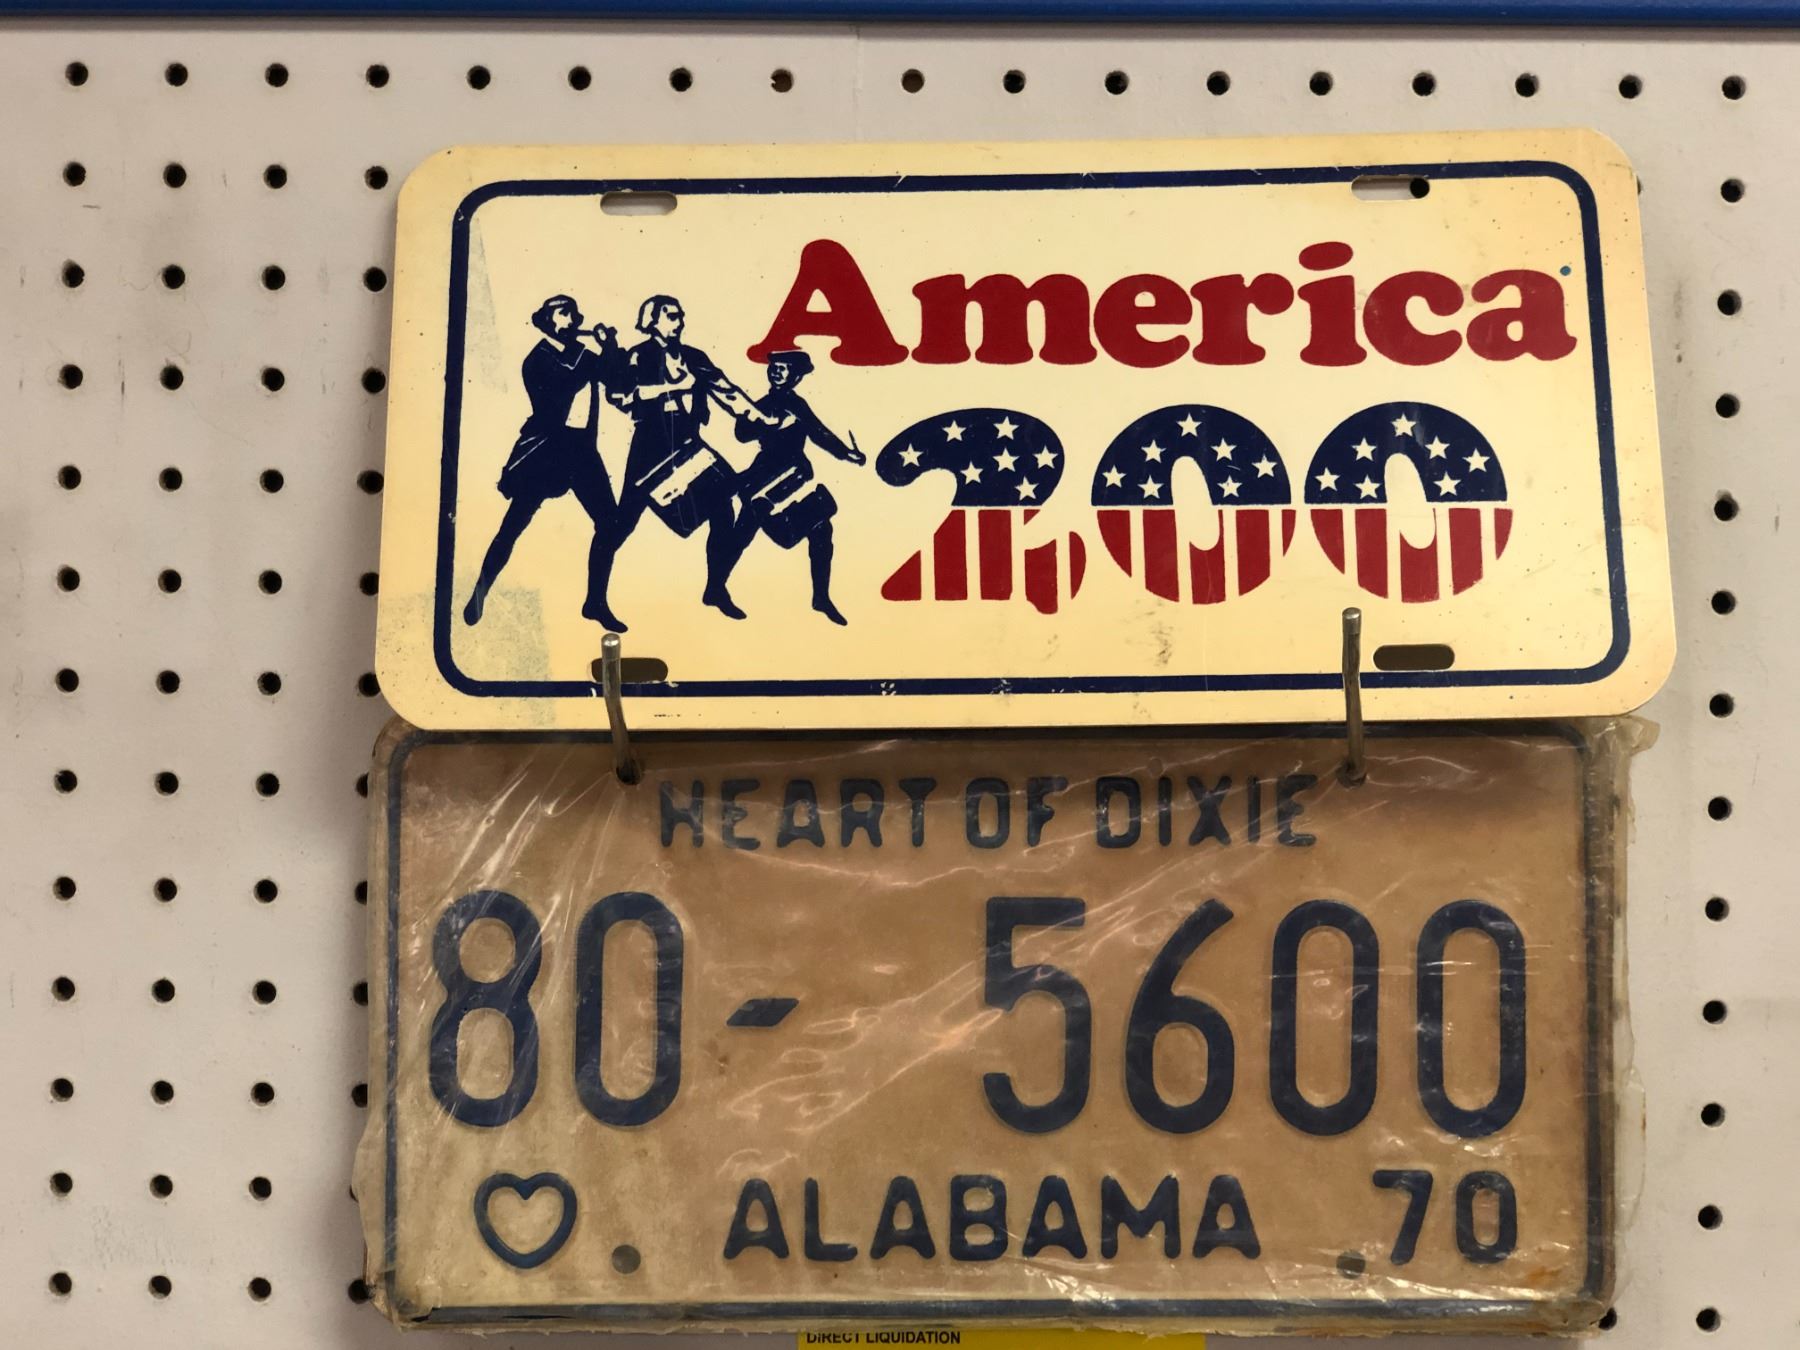 America
200
HEART OF DIXIE
80-5600
ALABAMA 70
DIRECT LIQUIDATION